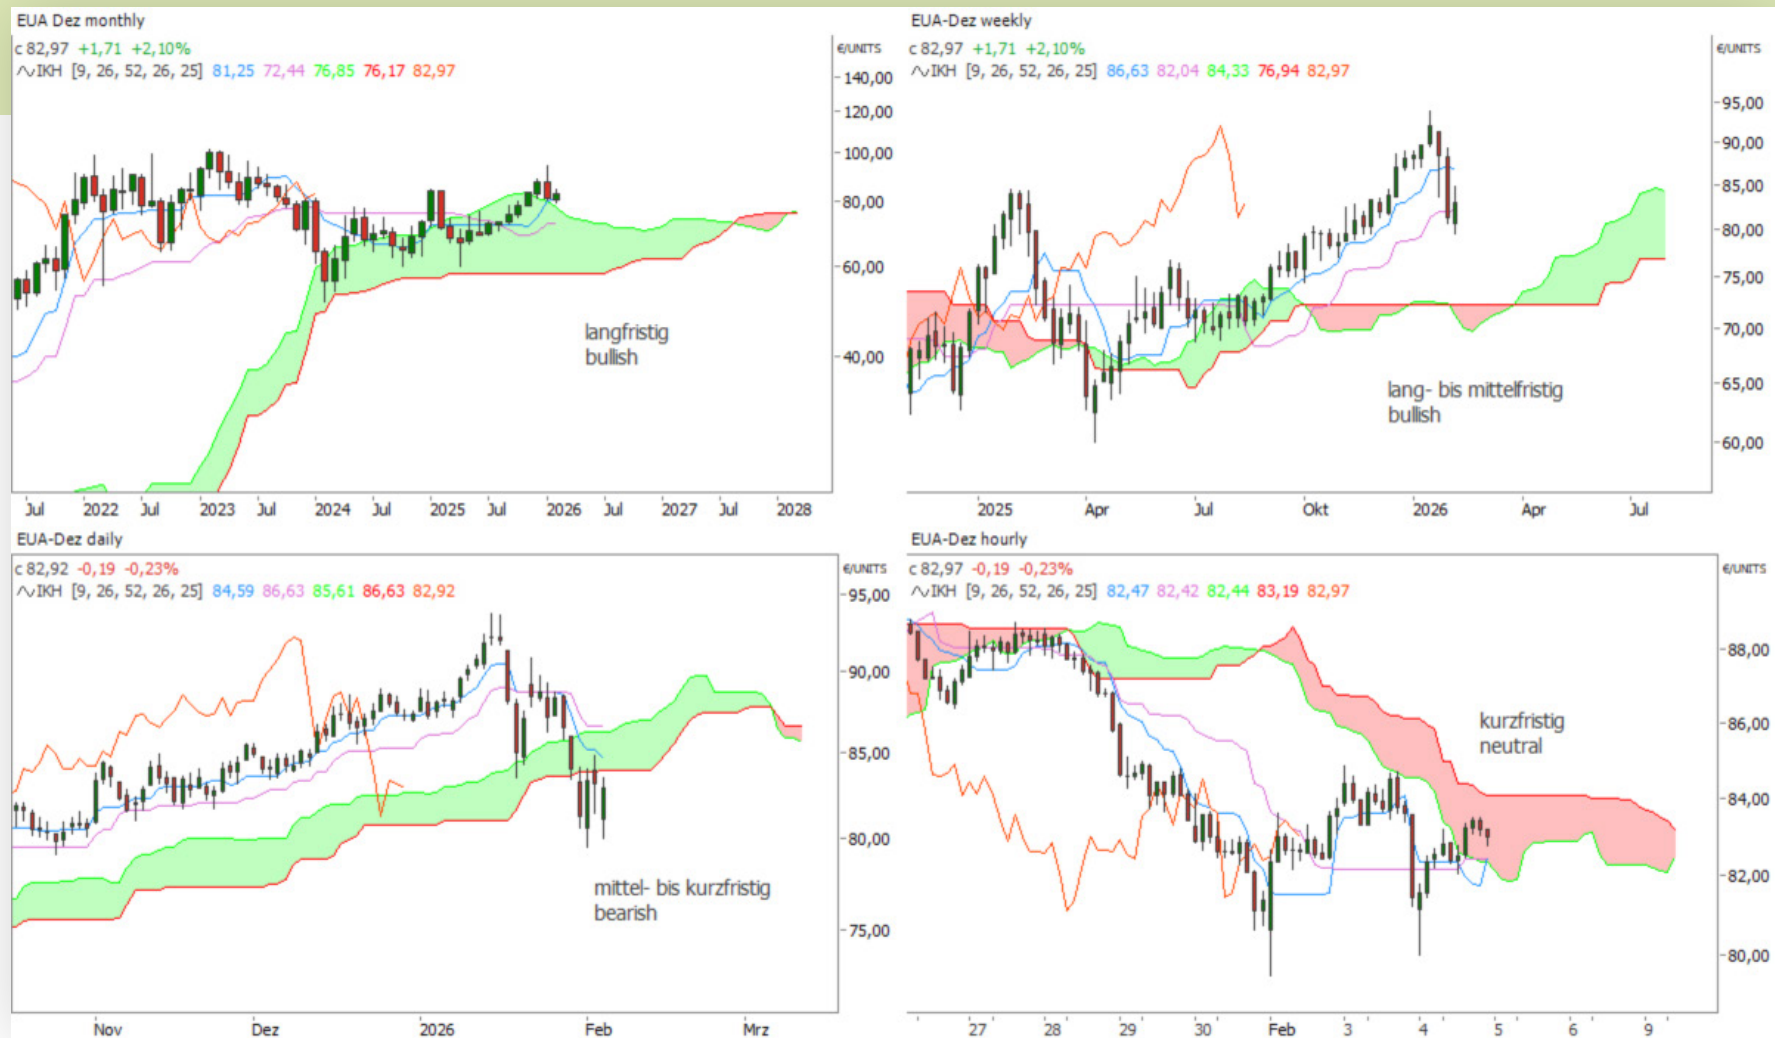 EUA Dez monthly
c 82,97 +1,71 +2,10%
IKH [9, 26, 52, 26, 25] 81,25 72,44 76,85 76,17 82,97
€/UNITS
140,00
120,00
100,00
80,00
60,00
40,00
langfristig
bullish
Jul 2022 Jul 2023 Jul 2024 Jul 2025 Jul 2026 Jul 2027 Jul 2028
EUA-Dez weekly
c 82,97 +1,71 +2,10%
IKH [9, 26, 52, 26, 25] 86,63 82,04 84,33 76,94 82,97
€/UNITS
95,00
90,00
85,00
80,00
75,00
70,00
65,00
60,00
lang- bis mittelfristig
bullish
2025 Apr Jul Okt 2026 Apr Jul
EUA-Dez daily
c 82,92 -0,19 -0,23%
IKH [9, 26, 52, 26, 25] 84,59 86,63 85,61 86,63 82,92
€/UNITS
95,00
90,00
85,00
80,00
75,00
mittel- bis kurzfristig
bearish
Nov Dez 2026 Feb Mrz
EUA-Dez hourly
c 82,97 -0,19 -0,23%
IKH [9, 26, 52, 26, 25] 82,47 82,42 82,44 83,19 82,97
€/UNITS
88,00
86,00
84,00
82,00
80,00
kurzfristig
neutral
27 28 29 30 Feb 3 4 5 6 9